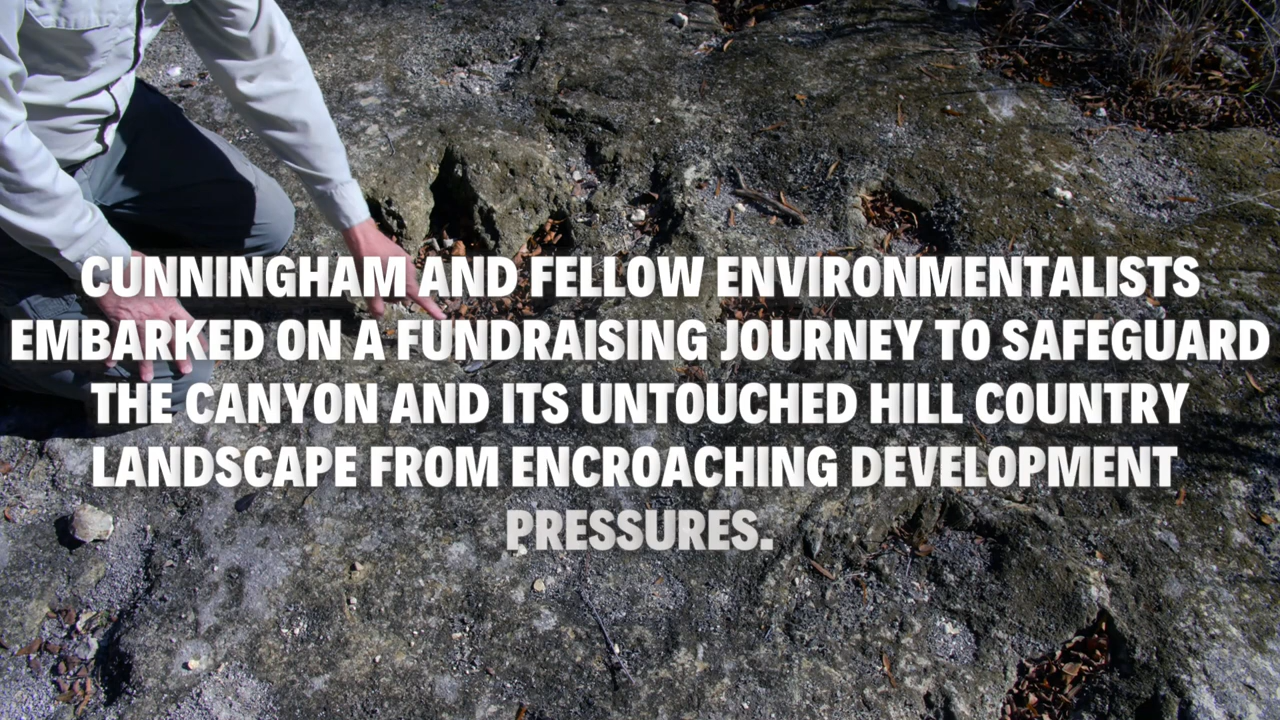 CUNNINGHAM AND FELLOW ENVIRONMENTALISTS
EMBARKED ON A FUNDRAISING JOURNEY TO SAFEGUARD
THE CANYON AND ITS UNTOUCHED HILL COUNTRY
LANDSCAPE FROM ENCROACHING DEVELOPMENT
PRESSURES.